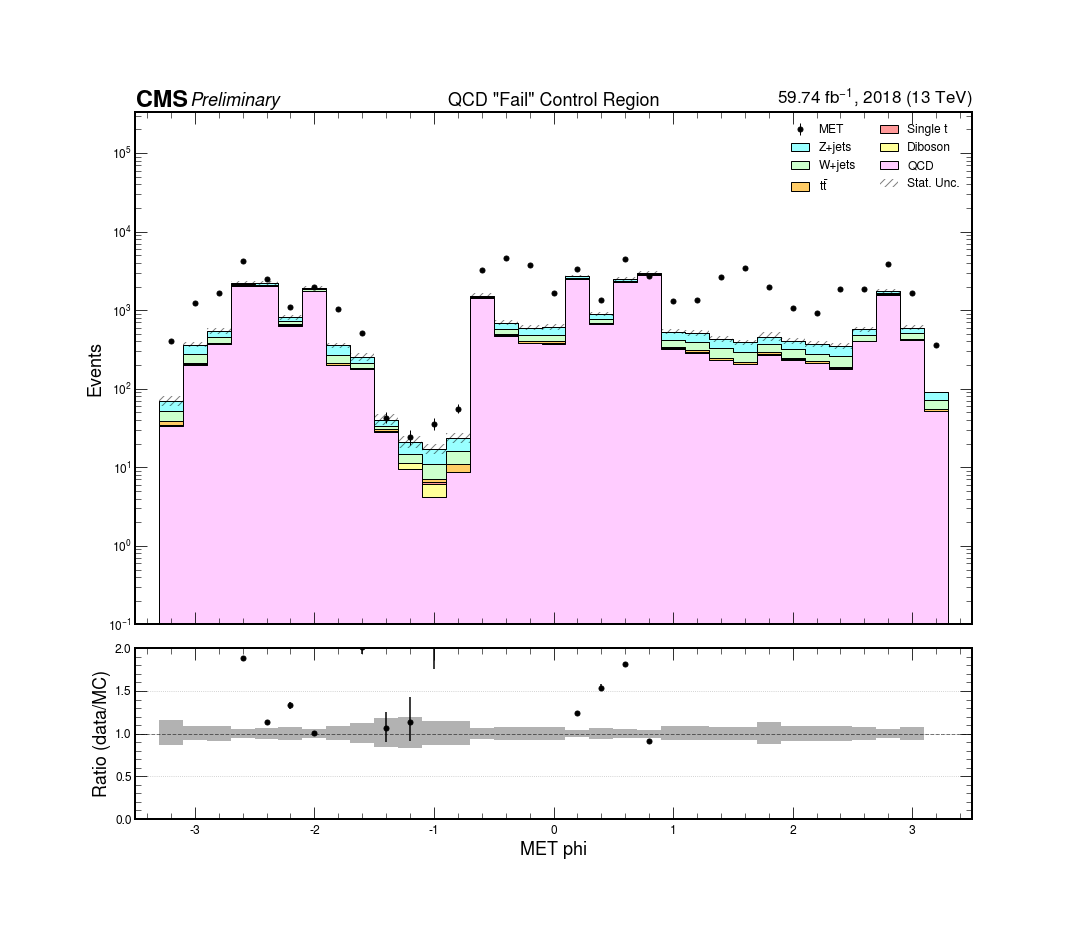 CMS Preliminary QCD "Fail" Control Region 59.74 fb⁻¹, 2018 (13 TeV)
MET
Z+jets
W+jets
tt̄
Single t
Diboson
QCD
Stat. Unc.
Events
10⁵
10⁴
10³
10²
10¹
10⁰
10⁻¹
Ratio (data/MC)
2.0
1.5
1.0
0.5
0.0
-3 -2 -1 0 1 2 3
MET phi